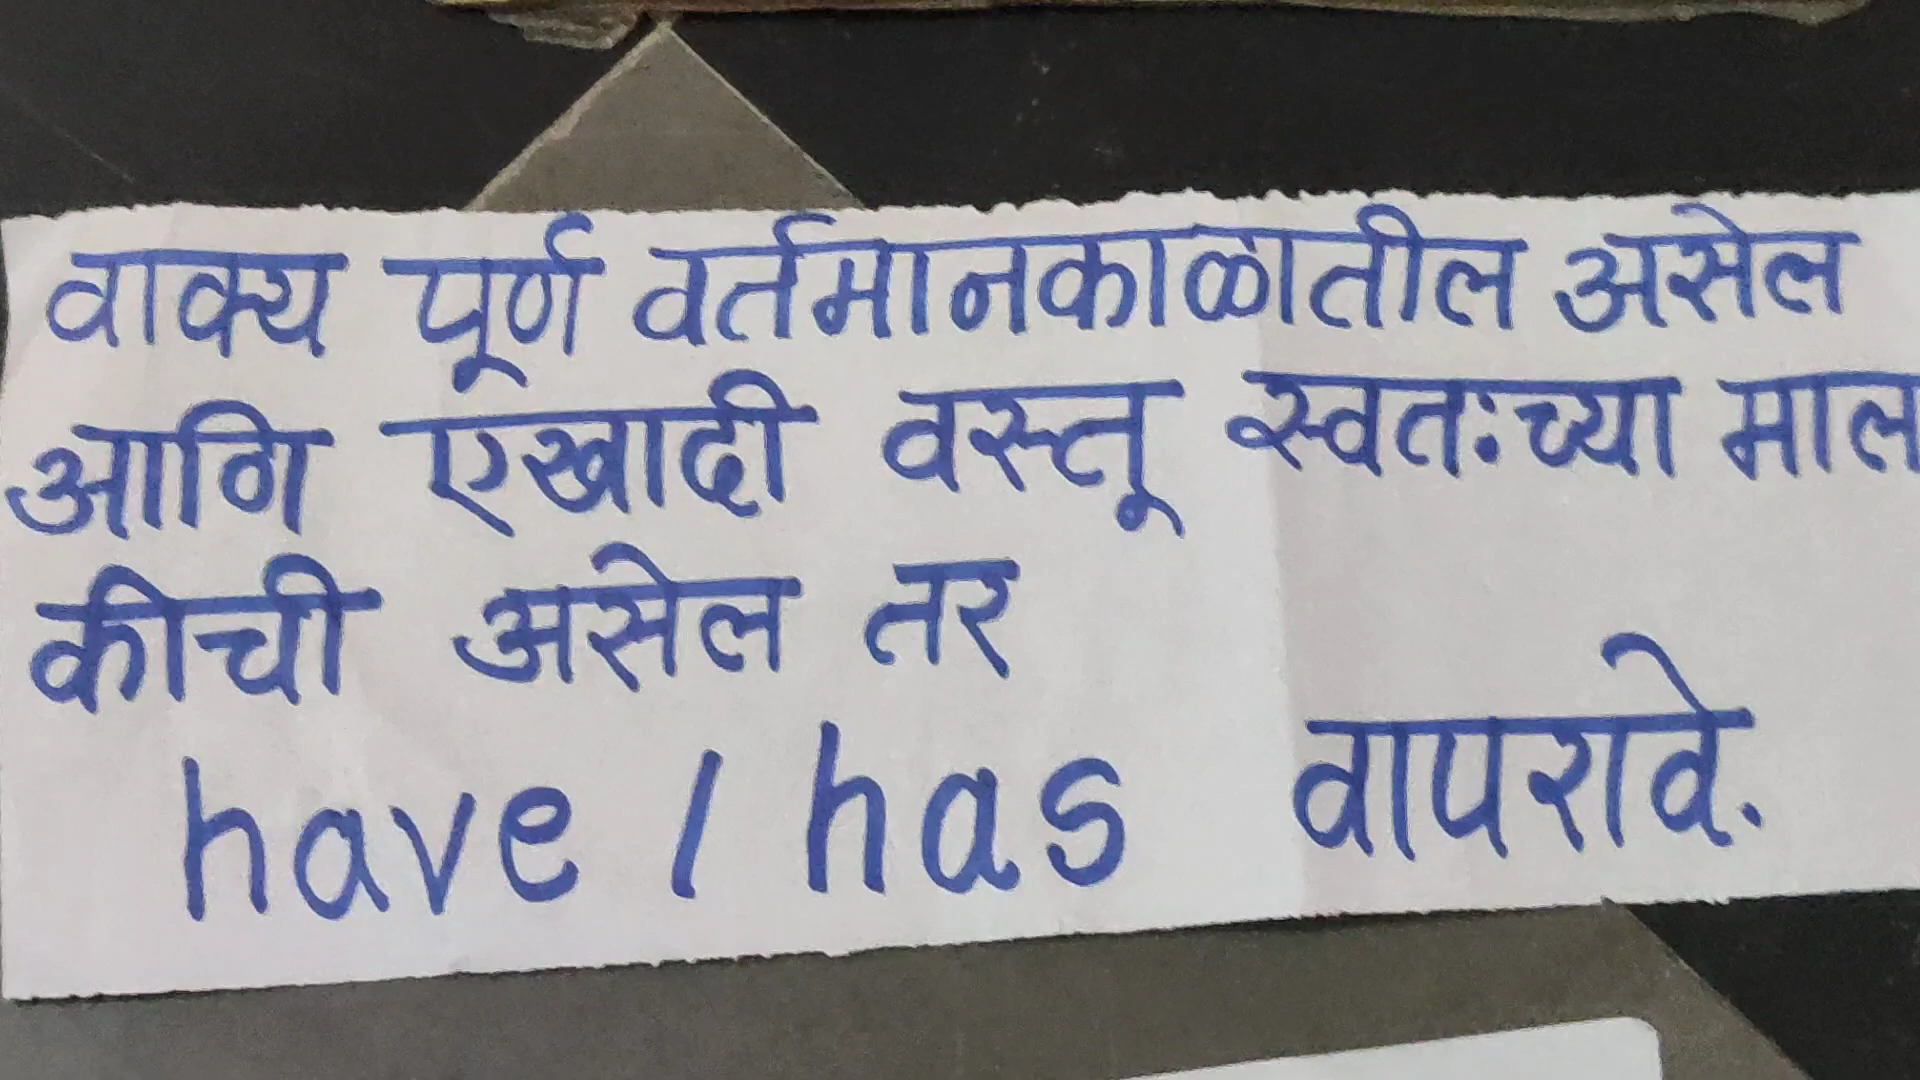 वाक्य पूर्ण वर्तमानकाळातील असेल
आणि एखादी वस्तू स्वतःच्या माल
कीची असेल तर
have / has वापरावे.